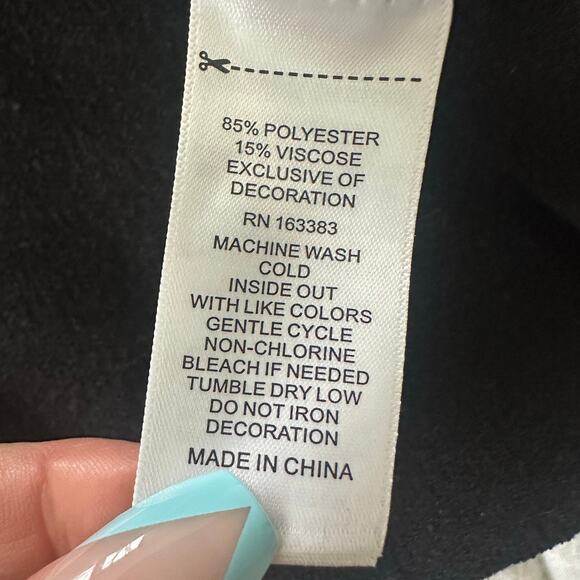 85% POLYESTER
15% VISCOSE
EXCLUSIVE OF
DECORATION
RN 163383
MACHINE WASH
COLD
INSIDE OUT
WITH LIKE COLORS
GENTLE CYCLE
NON-CHLORINE
BLEACH IF NEEDED
TUMBLE DRY LOW
DO NOT IRON
DECORATION
MADE IN CHINA